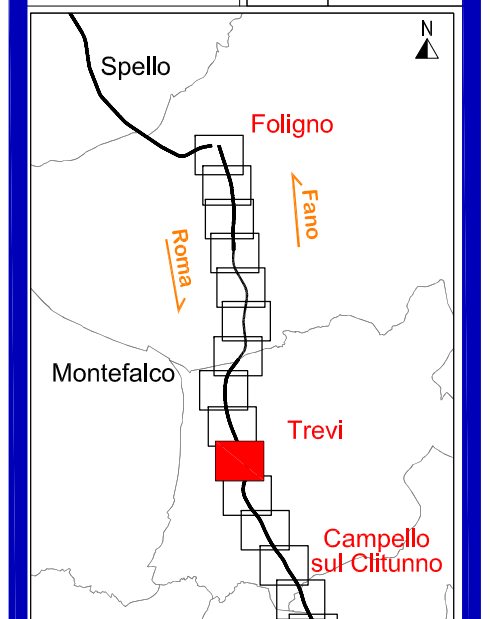 N
Spello
Foligno
Fano
Roma
Montefalco
Trevi
Campello
sul Clitunno